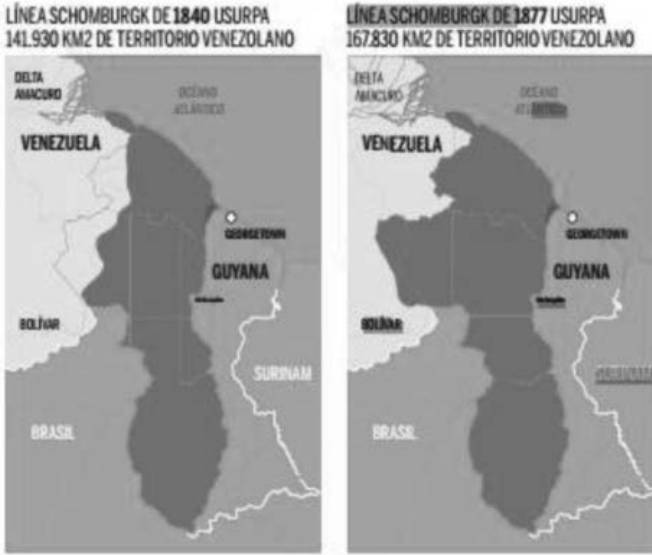 LÍNEA SCHOMBURGK DE 1840 USURPA
141.930 KM2 DE TERRITORIO VENEZOLANO
DELTA
AMACURO
OCÉANO
ATLÁNTICO
VENEZUELA
GEORGETOWN
GUYANA
BOLÍVAR
SURINAM
BRASIL
LÍNEA SCHOMBURGK DE 1877 USURPA
167.830 KM2 DE TERRITORIO VENEZOLANO
DELTA
AMACURO
OCÉANO
ATLÁNTICO
VENEZUELA
GEORGETOWN
GUYANA
BOLÍVAR
SURINAM
BRASIL